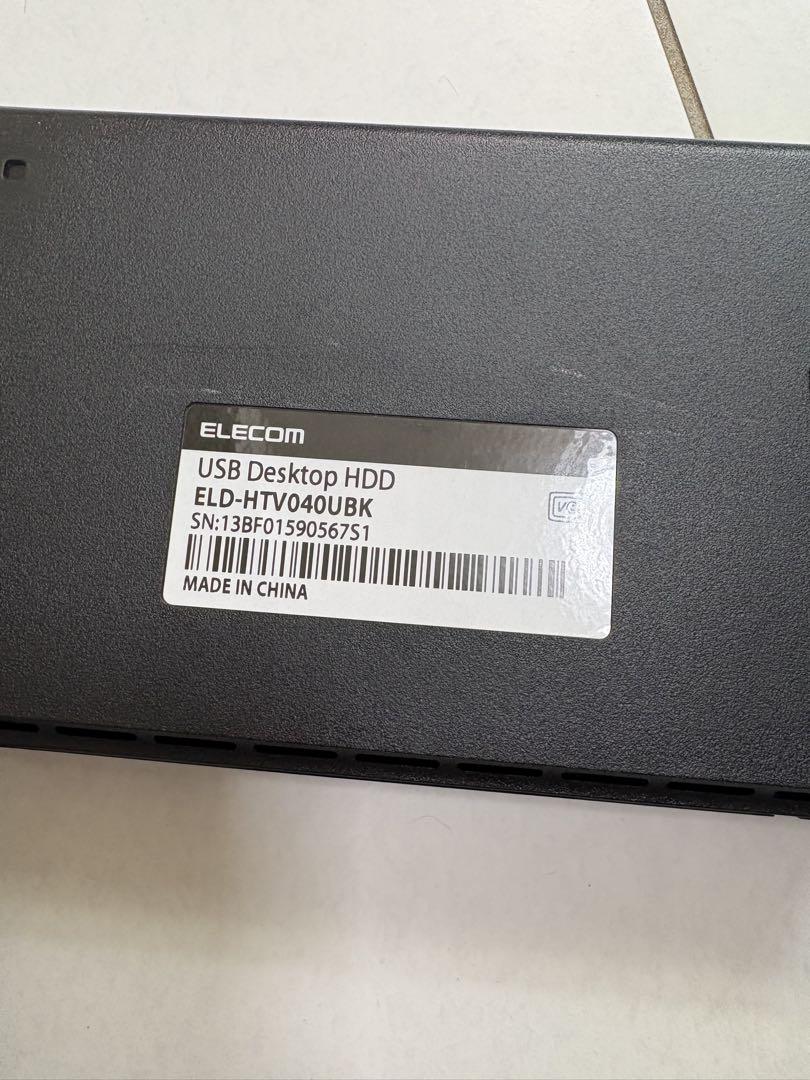 ELECOM
USB Desktop HDD
ELD-HTV040UBK
SN:13BF01590567S1
MADE IN CHINA